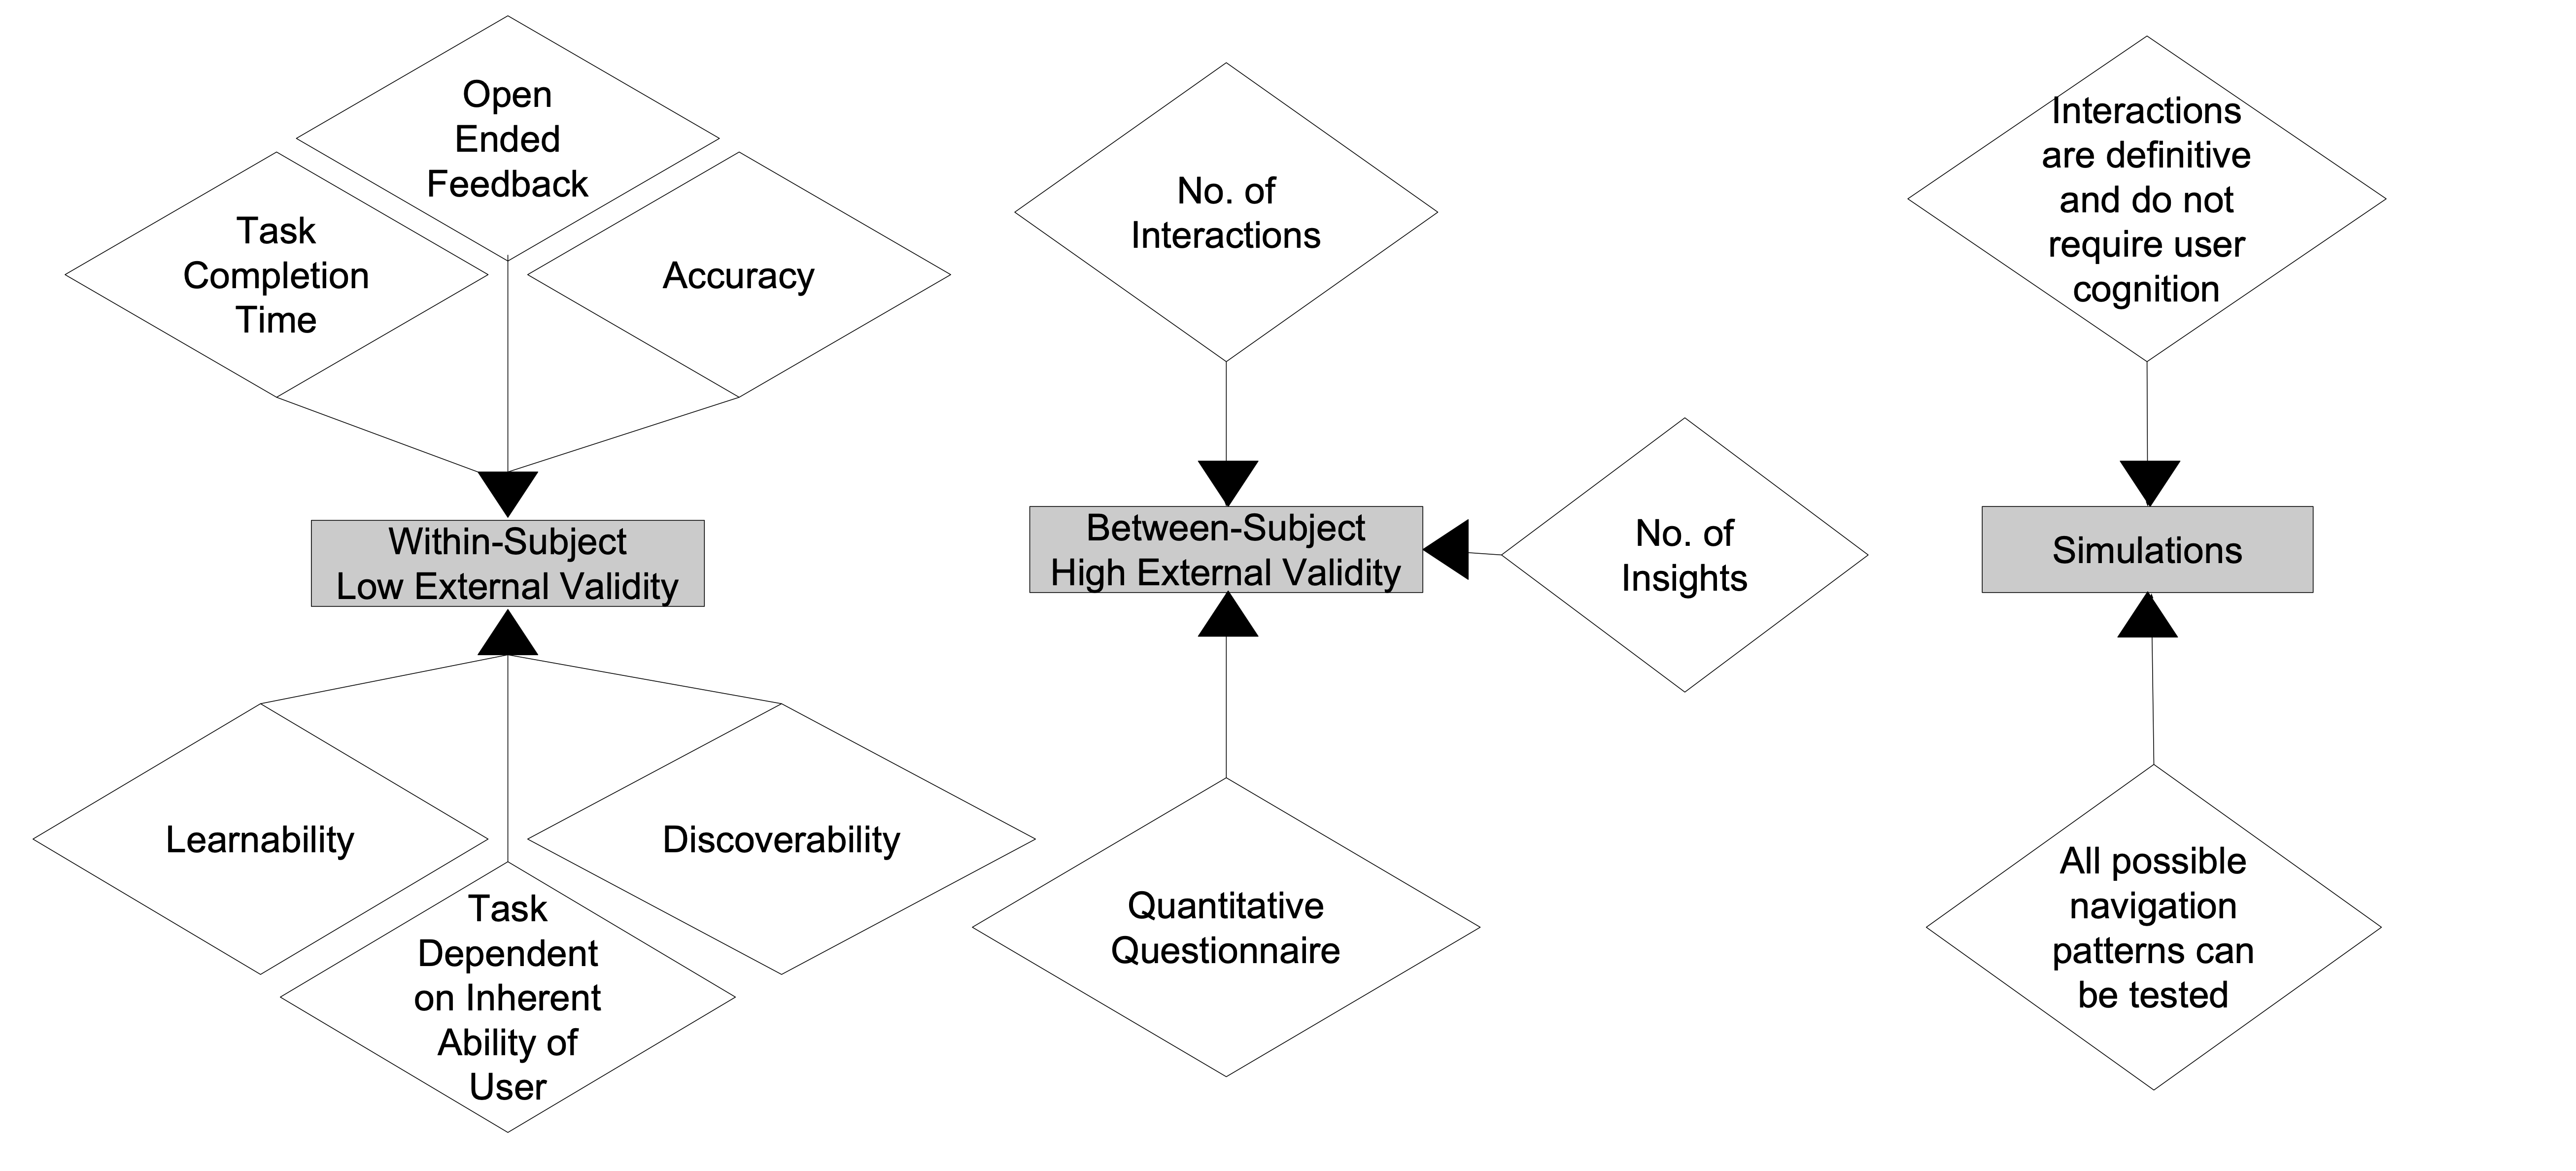 Open
Ended
Feedback
Task
Completion
Time
Accuracy
Within-Subject
Low External Validity
Learnability
Discoverability
Task
Dependent
on Inherent
Ability of
User
No. of
Interactions
Between-Subject
High External Validity
No. of
Insights
Quantitative
Questionnaire
Interactions
are definitive
and do not
require user
cognition
Simulations
All possible
navigation
patterns can
be tested